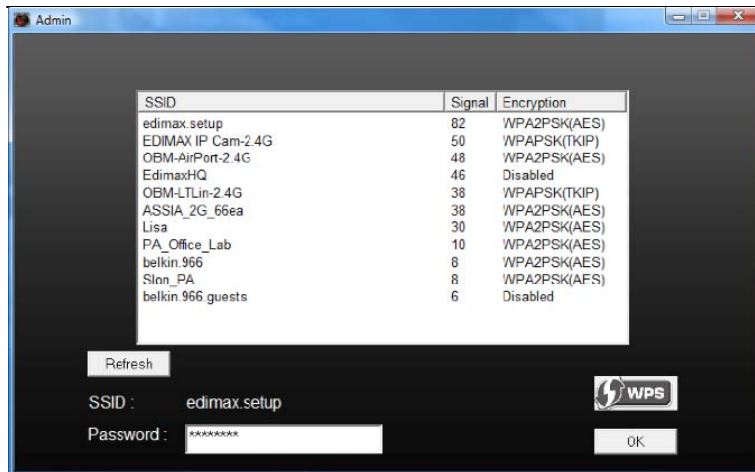 Admin
SSID Signal Encryption
edimax.setup 82 WPA2PSK(AES)
EDIMAX IP Cam-2.4G 50 WPAPSK(TKIP)
OBM-AirPort-2.4G 48 WPA2PSK(AES)
EdimaxHQ 46 Disabled
OBM-LTLin-2.4G 38 WPAPSK(TKIP)
ASSIA_2G_66ea 38 WPA2PSK(AES)
Lisa 30 WPA2PSK(AES)
PA_Office_Lab 10 WPA2PSK(AES)
belkin.966 8 WPA2PSK(AES)
Slon_PA 8 WPA2PSK(AES)
belkin.966.guests 6 Disabled
Refresh
SSID : edimax.setup
WPS
Password : ********
OK